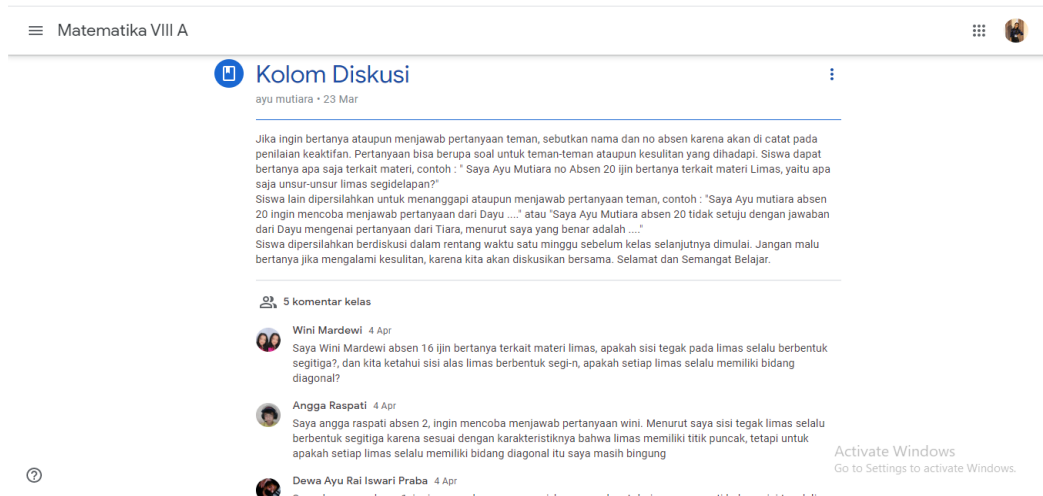 Matematika VIII A
Kolom Diskusi
ayu mutiara • 23 Mar
Jika ingin bertanya ataupun menjawab pertanyaan teman, sebutkan nama dan no absen karena akan di catat pada
penilaian keaktifan. Pertanyaan bisa berupa soal untuk teman-teman ataupun kesulitan yang dihadapi. Siswa dapat
bertanya apa saja terkait materi, contoh : " Saya Ayu Mutiara no Absen 20 ijin bertanya terkait materi Limas, yaitu apa
saja unsur-unsur limas segidelapan?"
Siswa lain dipersilahkan untuk menanggapi ataupun menjawab pertanyaan teman, contoh : "Saya Ayu mutiara absen
20 ingin mencoba menjawab pertanyaan dari Dayu ...." atau "Saya Ayu Mutiara absen 20 tidak setuju dengan jawaban
dari Dayu mengenai pertanyaan dari Tiara, menurut saya yang benar adalah ...."
Siswa dipersilahkan berdiskusi dalam rentang waktu satu minggu sebelum kelas selanjutnya dimulai. Jangan malu
bertanya jika mengalami kesulitan, karena kita akan diskusikan bersama. Selamat dan Semangat Belajar.
5 komentar kelas
Wini Mardewi 4 Apr
Saya Wini Mardewi absen 16 ijin bertanya terkait materi limas, apakah sisi tegak pada limas selalu berbentuk
segitiga?, dan kita ketahui sisi alas limas berbentuk segi-n, apakah setiap limas selalu memiliki bidang
diagonal?
Angga Raspati 4 Apr
Saya angga raspati absen 2, ingin mencoba menjawab pertanyaan wini. Menurut saya sisi tegak limas selalu
berbentuk segitiga karena sesuai dengan karakteristiknya bahwa limas memiliki titik puncak, tetapi untuk
apakah setiap limas selalu memiliki bidang diagonal itu saya masih bingung
Dewa Ayu Rai Iswari Praba 4 Apr
Activate Windows
Go to Settings to activate Windows.